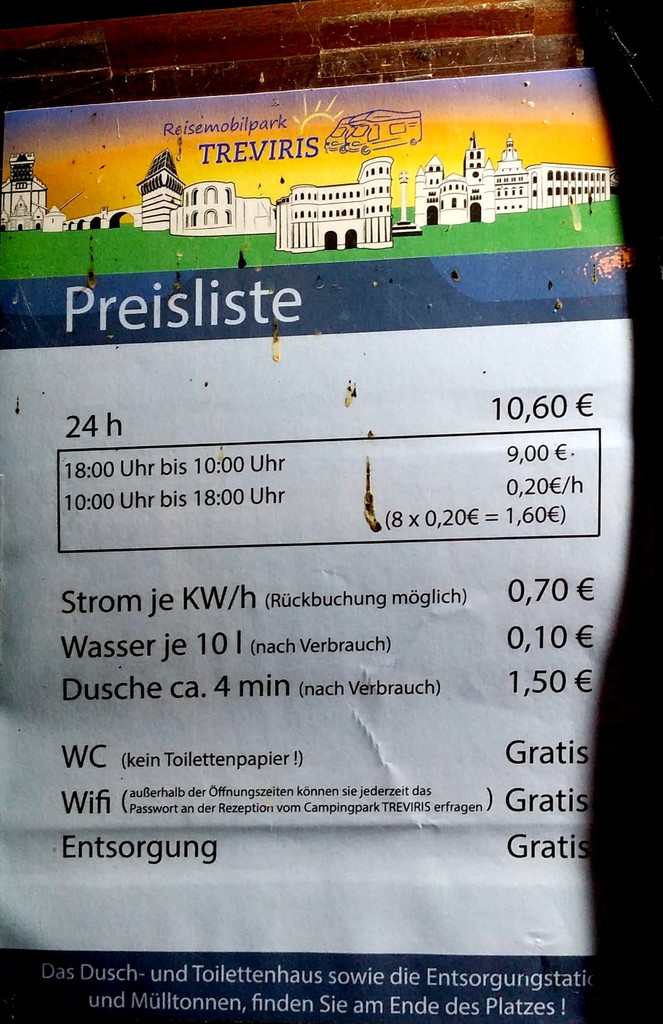 Reisemobilpark
TREVIRIS
Preisliste
24 h 10,60 €
18:00 Uhr bis 10:00 Uhr 9,00 €
10:00 Uhr bis 18:00 Uhr 0,20€/h
(8 x 0,20€ = 1,60€)
Strom je KW/h (Rückbuchung möglich) 0,70 €
Wasser je 10 l (nach Verbrauch) 0,10 €
Dusche ca. 4 min (nach Verbrauch) 1,50 €
WC (kein Toilettenpapier !) Gratis
Wifi (außerhalb der Öffnungszeiten können sie jederzeit das
Passwort an der Rezeption vom Campingpark TREVIRIS erfragen) Gratis
Entsorgung Gratis
Das Dusch- und Toilettenhaus sowie die Entsorgungstatio
und Mülltonnen, finden Sie am Ende des Platzes !